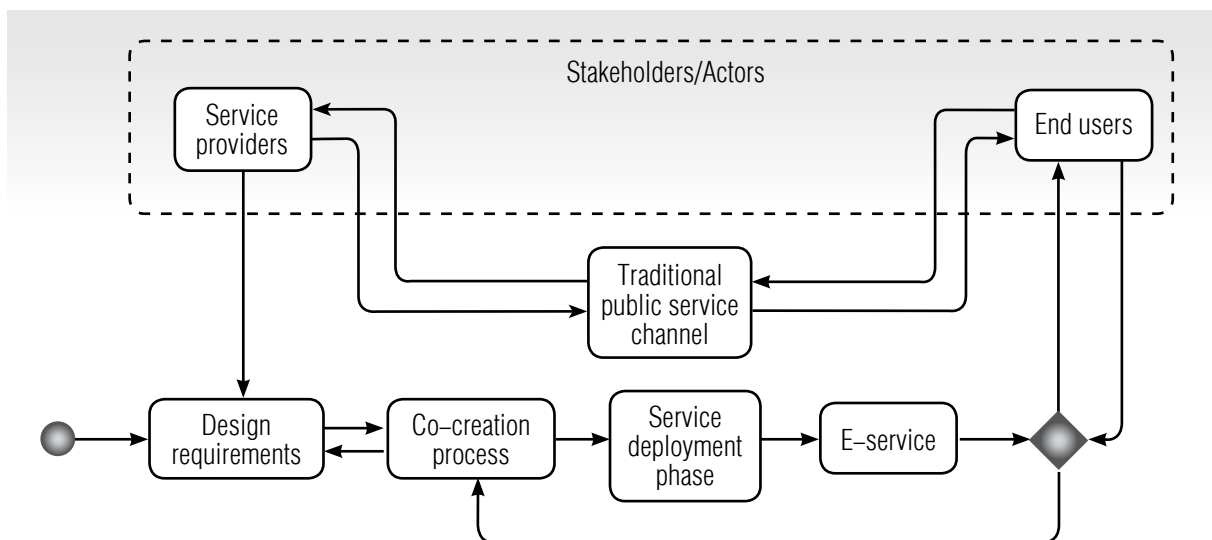 Stakeholders/Actors
Service
providers
End users
Traditional
public service
channel
Design
requirements
Co–creation
process
Service
deployment
phase
E–service